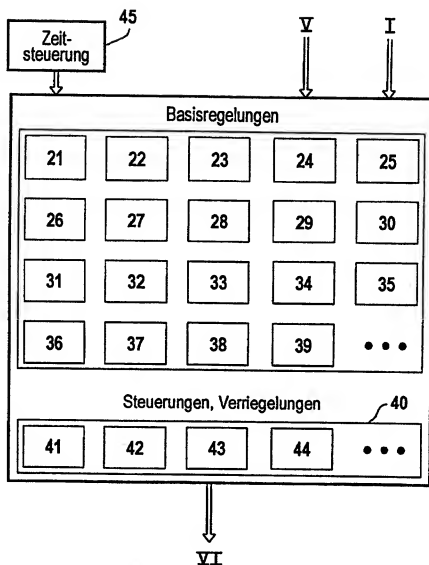 45
Zeit-
steuerung
V I
Basisregelungen
21 22 23 24 25
26 27 28 29 30
31 32 33 34 35
36 37 38 39 •••
Steuerungen, Verriegelungen 40
41 42 43 44 •••
VI